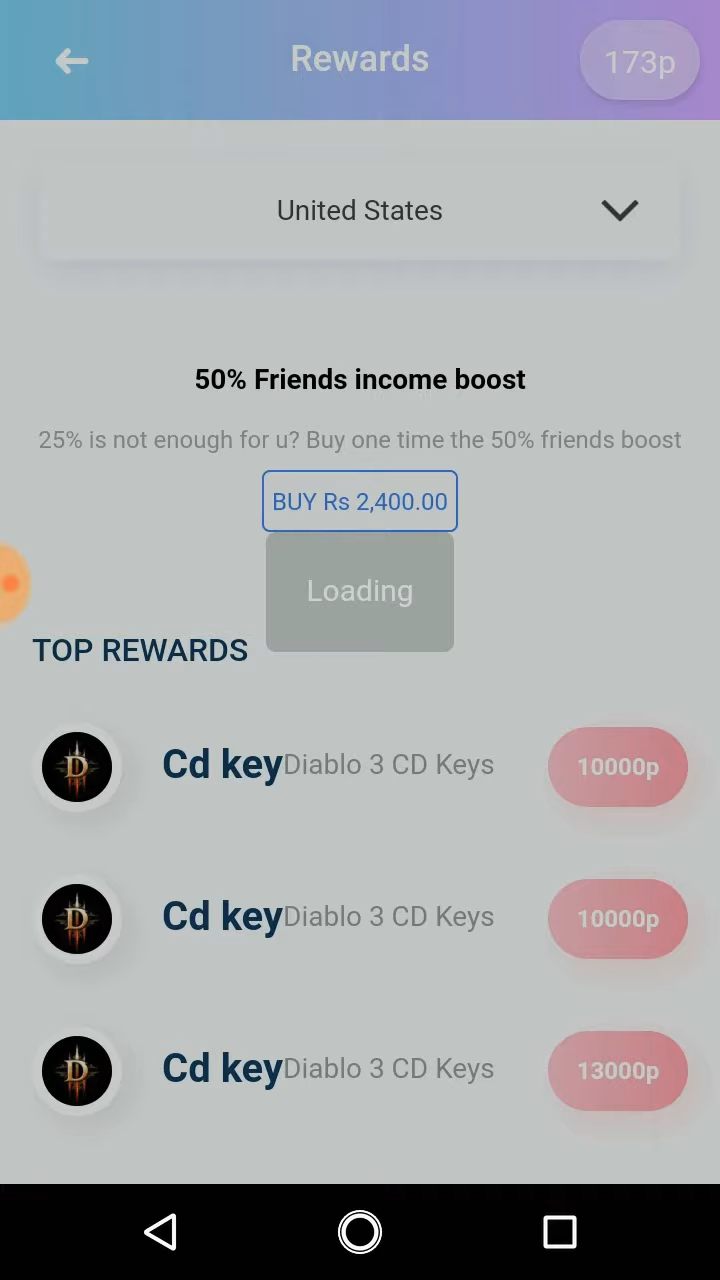 Rewards
173p
United States
50% Friends income boost
25% is not enough for u? Buy one time the 50% friends boost
BUY Rs 2,400.00
Loading
TOP REWARDS
Cd key Diablo 3 CD Keys 10000p
Cd key Diablo 3 CD Keys 10000p
Cd key Diablo 3 CD Keys 13000p